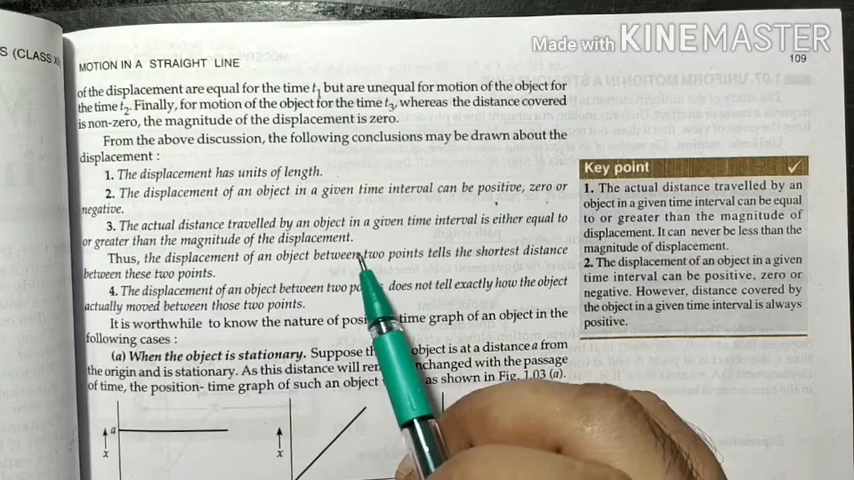 Made with KINEMASTER
S (CLASS XI)
MOTION IN A STRAIGHT LINE
109
of the displacement are equal for the time t1 but are unequal for motion of the object for
the time t2. Finally, for motion of the object for the time t3, whereas the distance covered
is non-zero, the magnitude of the displacement is zero.
From the above discussion, the following conclusions may be drawn about the
displacement :
1. The displacement has units of length.
2. The displacement of an object in a given time interval can be positive, zero or
negative.
3. The actual distance travelled by an object in a given time interval is either equal to
or greater than the magnitude of the displacement.
Thus, the displacement of an object between two points tells the shortest distance
between these two points.
4. The displacement of an object between two does not tell exactly how the object
actually moved between those two points.
It is worthwhile to know the nature of time graph of an object in the
following cases :
(a) When the object is stationary. Suppose object is at a distance a from
the origin and is stationary. As this distance will unchanged with the passage
of time, the position- time graph of such an object as shown in Fig. 1.03 (a).
a
x
x
Key point
1. The actual distance travelled by an
object in a given time interval can be equal
to or greater than the magnitude of
displacement. It can never be less than the
magnitude of displacement.
2. The displacement of an object in a given
time interval can be positive, zero or
negative. However, distance covered by
the object in a given time interval is always
positive.